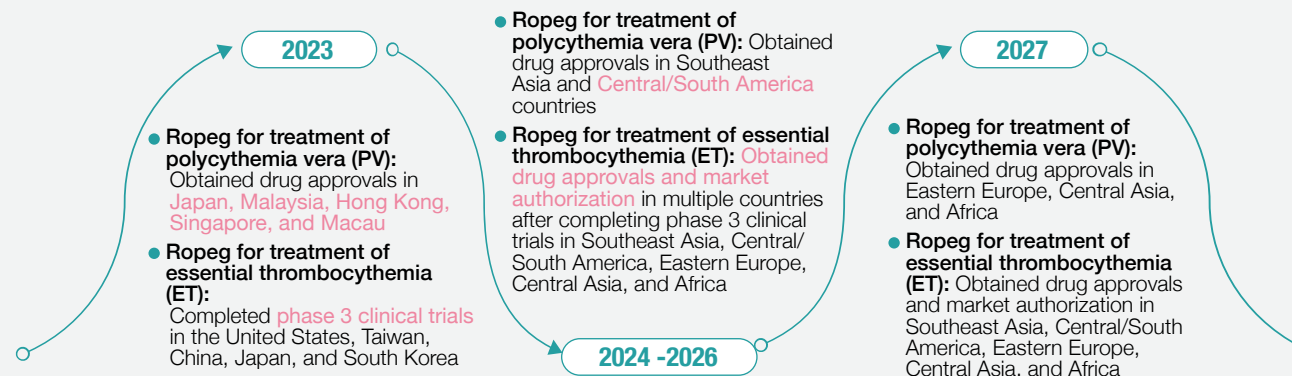 2023
Ropeg for treatment of
polycythemia vera (PV):
Obtained drug approvals in
Japan, Malaysia, Hong Kong,
Singapore, and Macau
Ropeg for treatment of
essential thrombocythemia
(ET):
Completed phase 3 clinical trials
in the United States, Taiwan,
China, Japan, and South Korea
Ropeg for treatment of
polycythemia vera (PV): Obtained
drug approvals in Southeast
Asia and Central/South America
countries
Ropeg for treatment of essential
thrombocythemia (ET): Obtained
drug approvals and market
authorization in multiple countries
after completing phase 3 clinical
trials in Southeast Asia, Central/
South America, Eastern Europe,
Central Asia, and Africa
2024 -2026
2027
Ropeg for treatment of
polycythemia vera (PV):
Obtained drug approvals in
Eastern Europe, Central Asia,
and Africa
Ropeg for treatment of
essential thrombocythemia
(ET): Obtained drug approvals
and market authorization in
Southeast Asia, Central/South
America, Eastern Europe,
Central Asia, and Africa